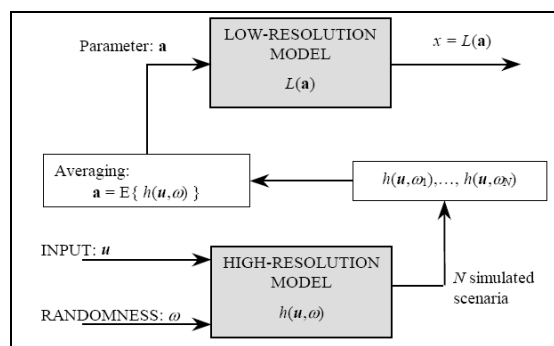 LOW-RESOLUTION
MODEL
L(a)
Parameter: a
x = L(a)
Averaging:
a = E{ h(u,ω) }
h(u,ω1),..., h(u,ωN)
INPUT: u
RANDOMNESS: ω
HIGH-RESOLUTION
MODEL
h(u,ω)
N simulated
scenaria